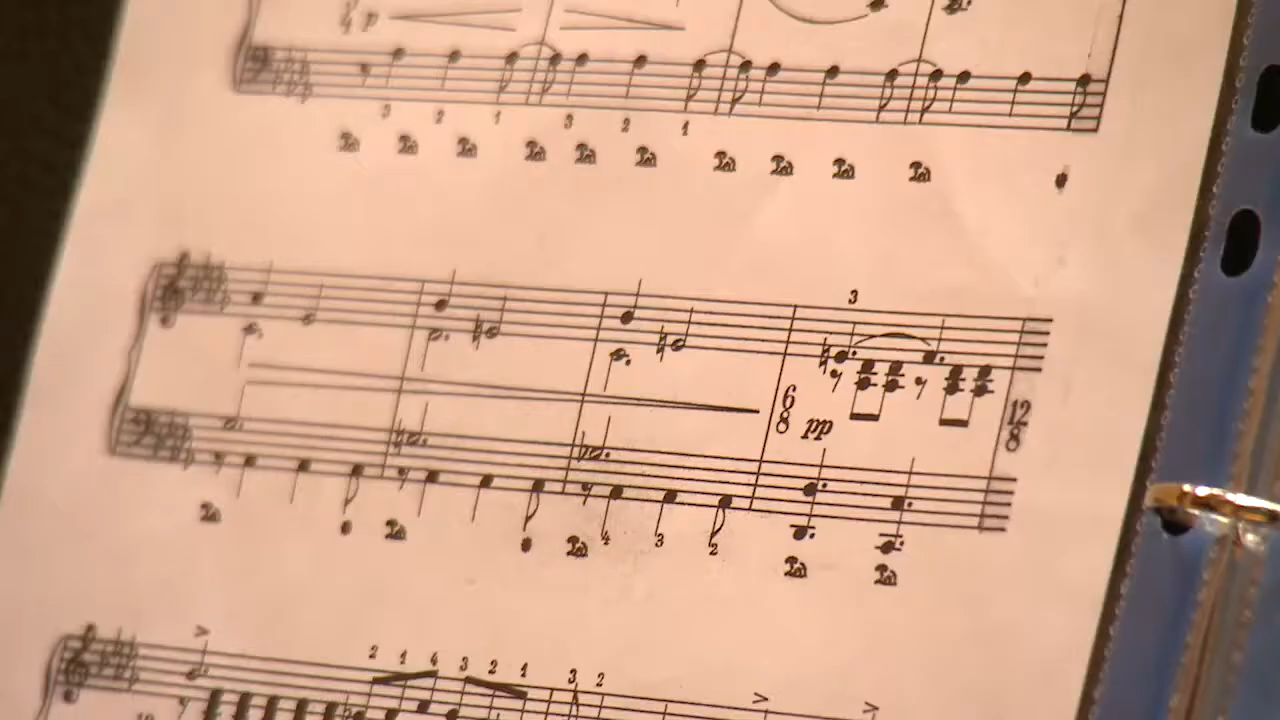 p
3 2 1 3 2 1
Ped Ped Ped Ped Ped Ped Ped Ped Ped Ped *
3
6
8
pp
12
8
4 3 2
Ped * Ped * Ped Ped Ped
2 1 4 3 2 1 3 2